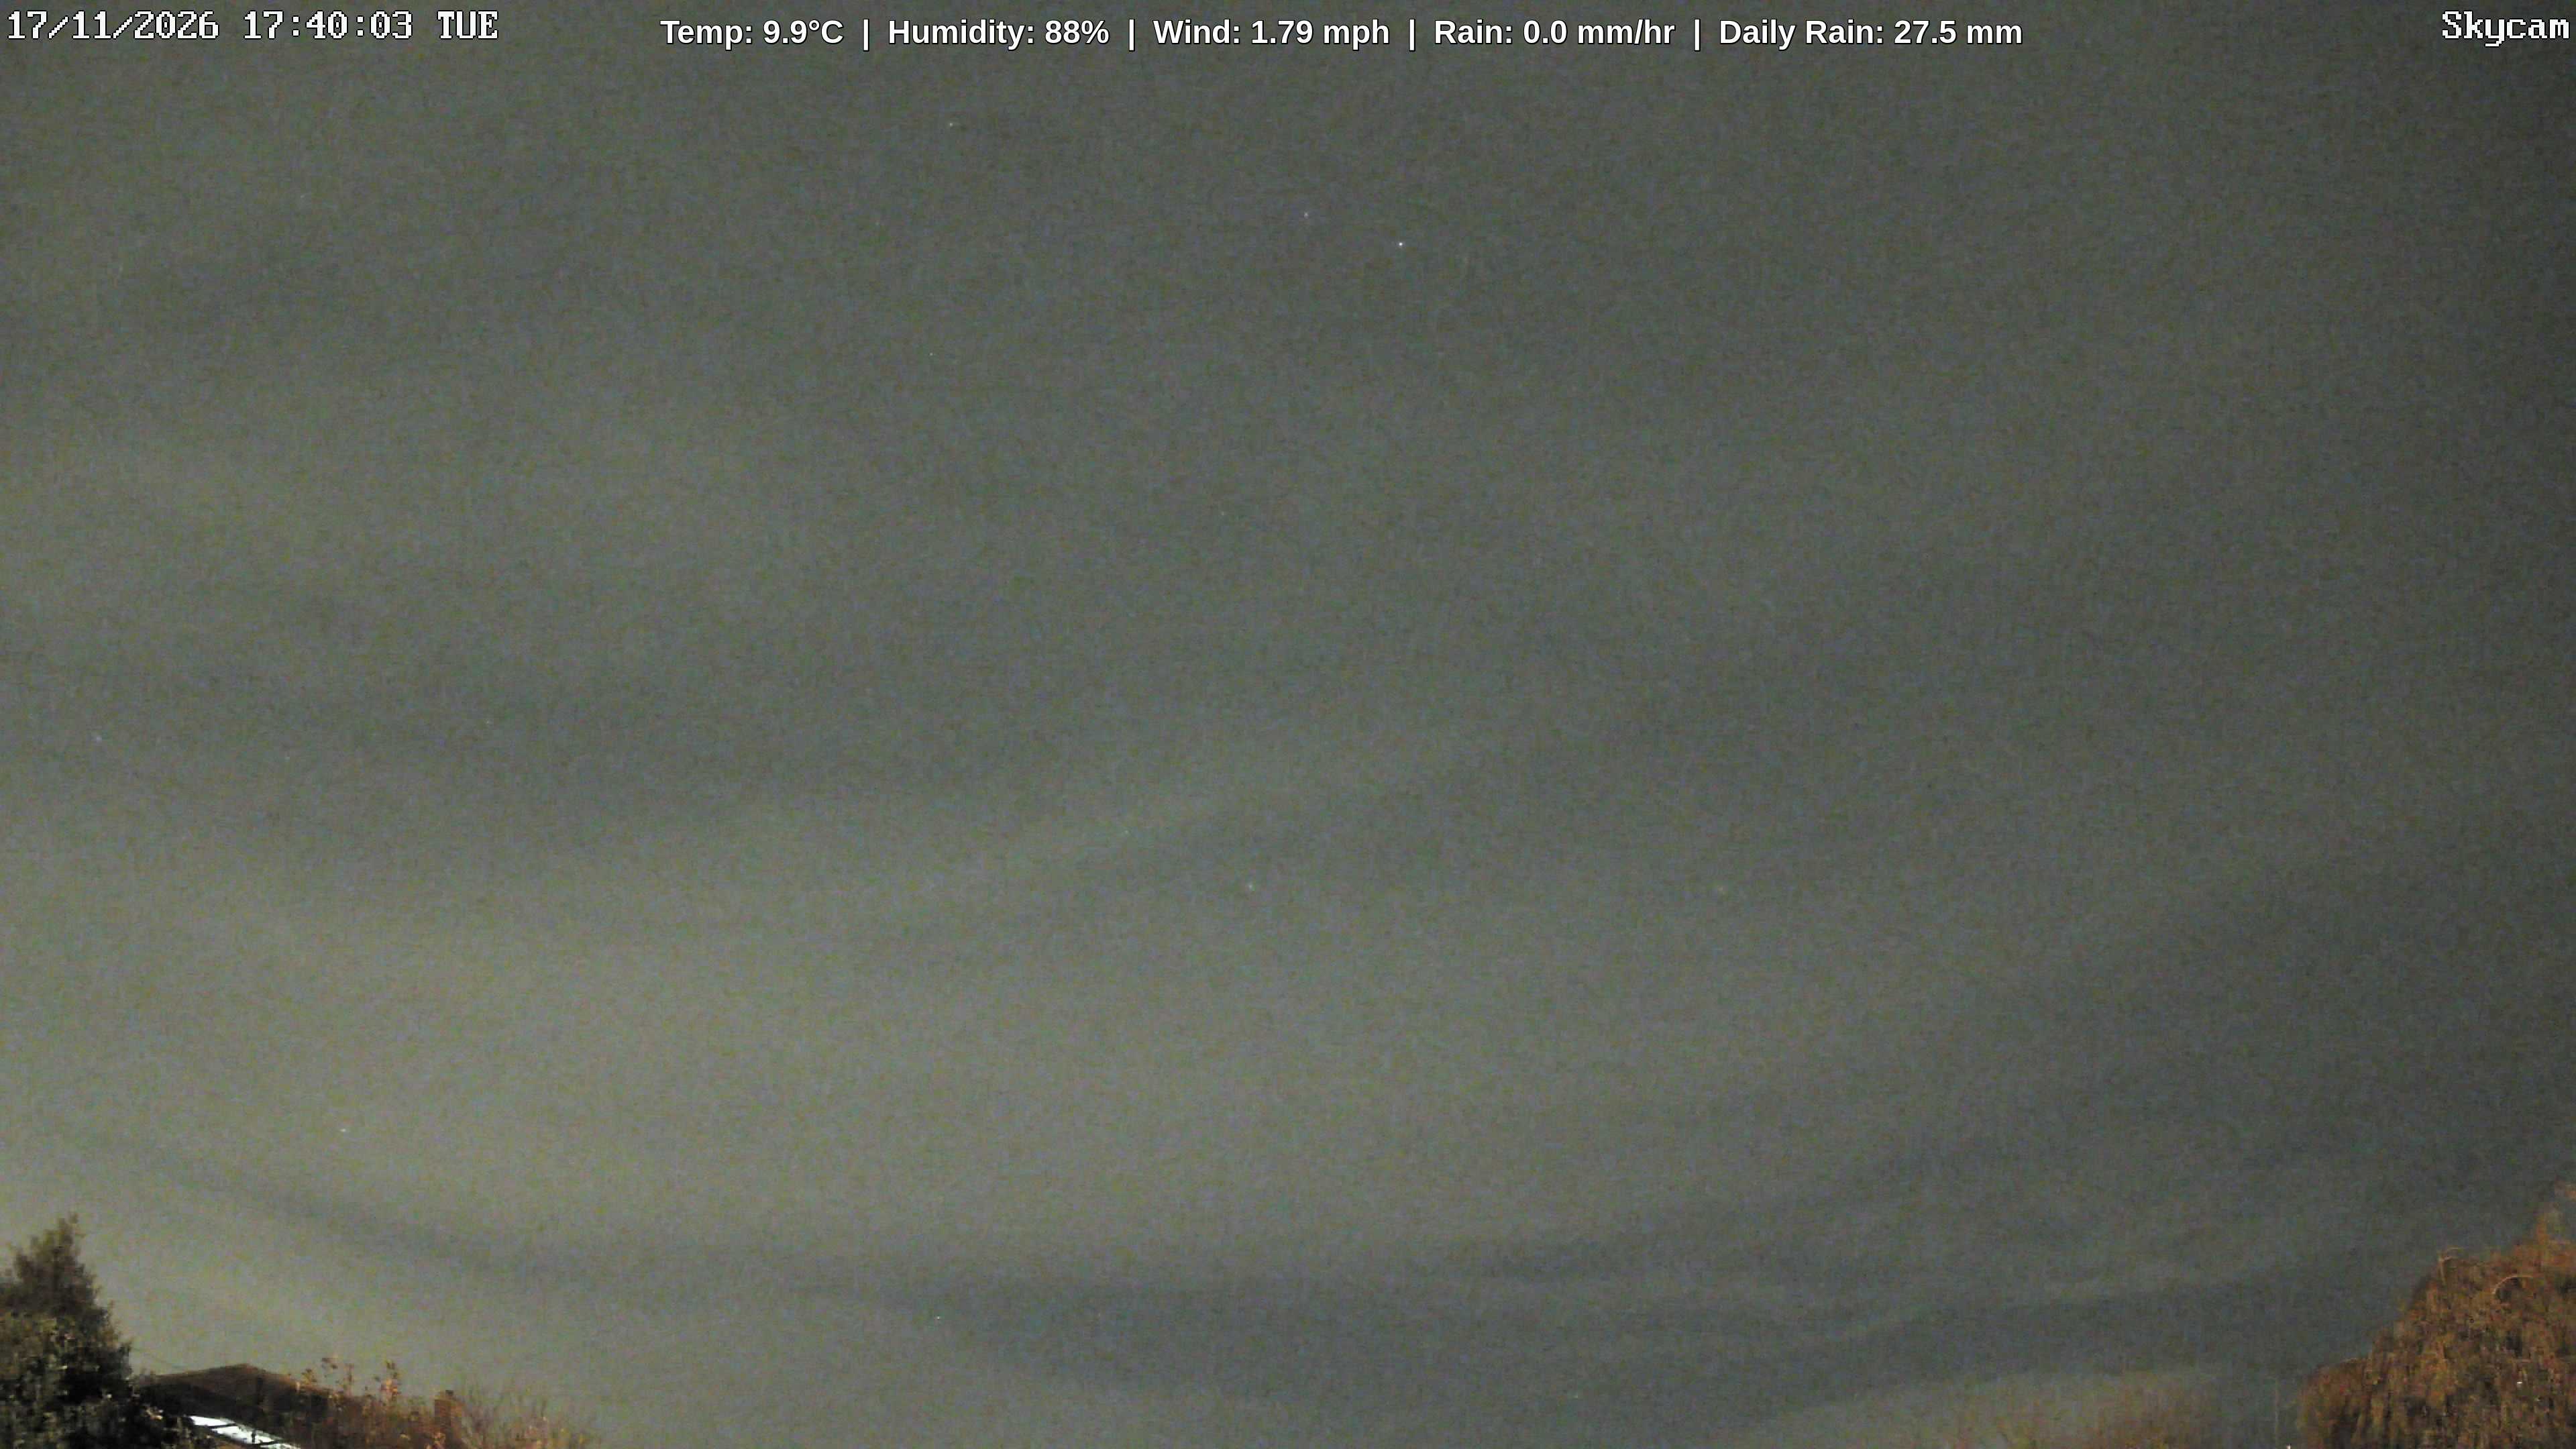 17/11/2026 17:40:03 TUE
Temp: 9.9°C | Humidity: 88% | Wind: 1.79 mph | Rain: 0.0 mm/hr | Daily Rain: 27.5 mm
Skycam